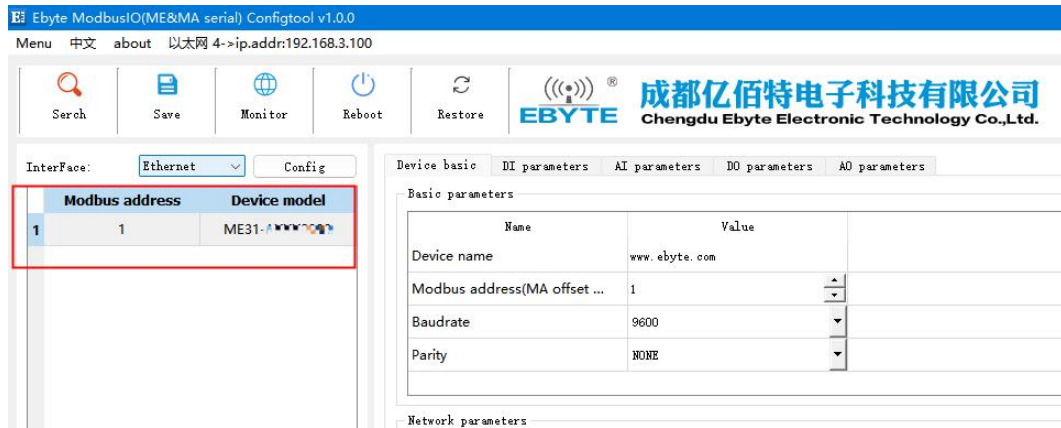 Ebyte ModbusIO(ME&MA serial) Configtool v1.0.0
Menu 中文 about 以太网 4->ip.addr:192.168.3.100
Serch Save Monitor Reboot Restore
((( ))) ®
EBYTE
成都亿佰特电子科技有限公司
Chengdu Ebyte Electronic Technology Co.,Ltd.
InterFace: Ethernet Config
Modbus address Device model
1 1 ME31-
Device basic DI parameters AI parameters DO parameters AO parameters
Basic parameters
Name Value
Device name www.ebyte.com
Modbus address(MA offset ... 1
Baudrate 9600
Parity NONE
Network parameters